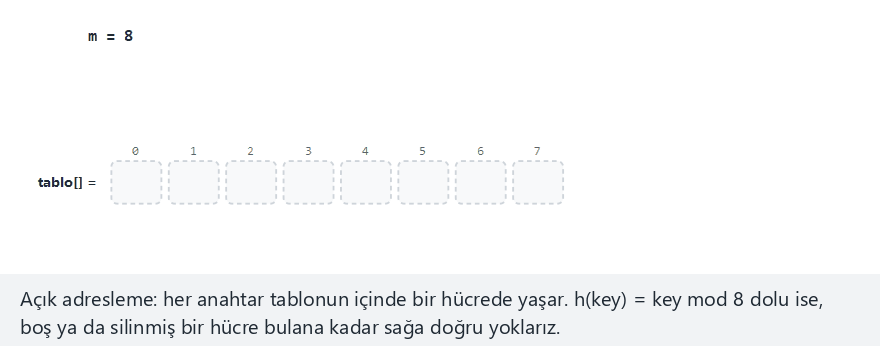 m = 8
0 1 2 3 4 5 6 7
tablo[] =
Açık adresleme: her anahtar tablonun içinde bir hücrede yaşar. h(key) = key mod 8 dolu ise,
boş ya da silinmiş bir hücre bulana kadar sağa doğru yoklarız.